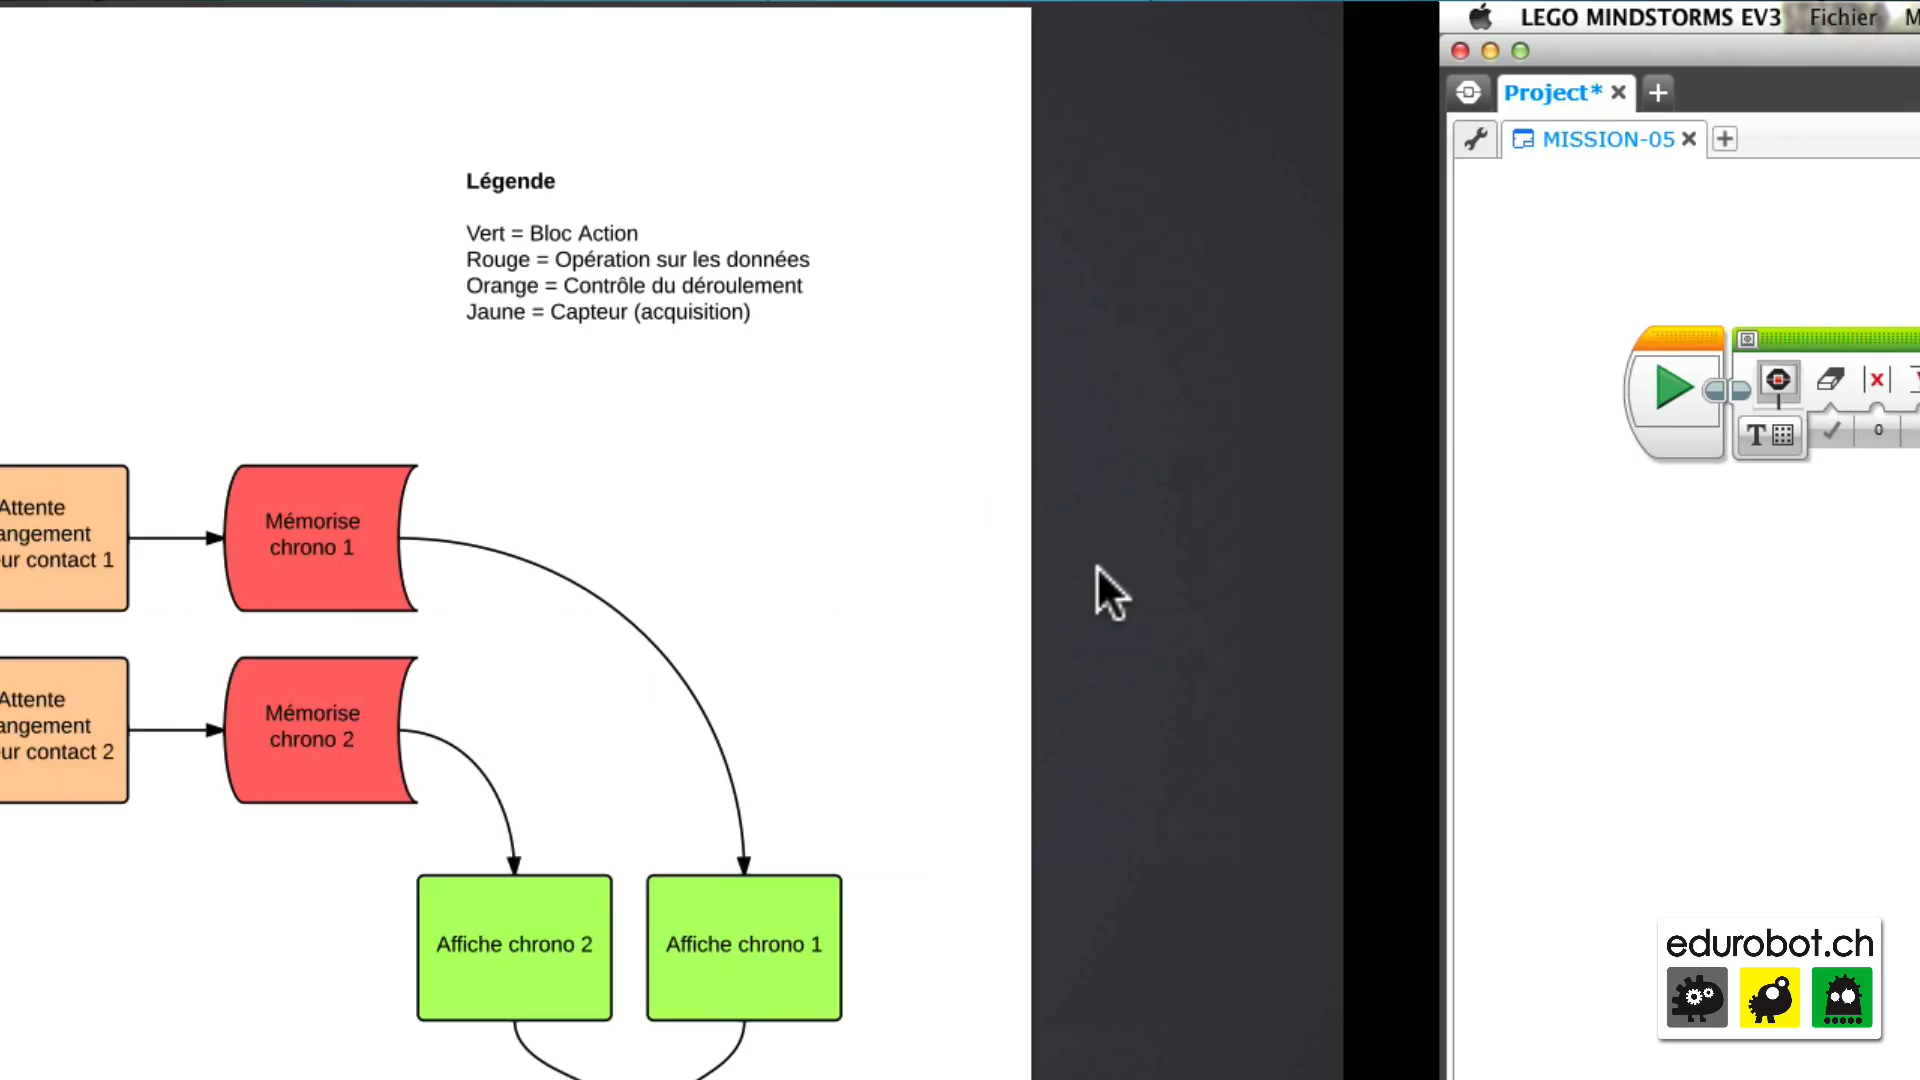 LEGO MINDSTORMS EV3 Fichier M
Project*
MISSION-05
Légende
Vert = Bloc Action
Rouge = Opération sur les données
Orange = Contrôle du déroulement
Jaune = Capteur (acquisition)
T
0
Attente
angement
ur contact 1
Mémorise
chrono 1
Attente
angement
ur contact 2
Mémorise
chrono 2
Affiche chrono 2
Affiche chrono 1
edurobot.ch